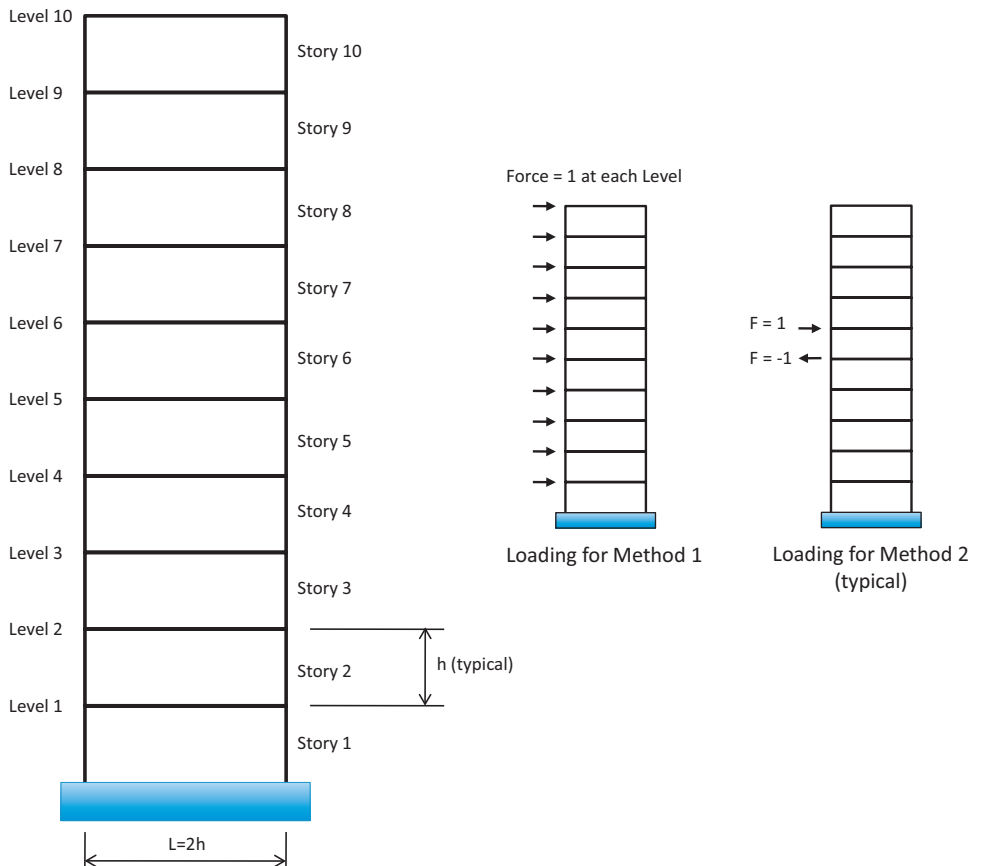 Level 10
Story 10
Level 9
Story 9
Level 8
Story 8
Level 7
Story 7
Level 6
Story 6
Level 5
Story 5
Level 4
Story 4
Level 3
Story 3
Level 2
Story 2
h (typical)
Level 1
Story 1
L=2h
Force = 1 at each Level
Loading for Method 1
F = 1
F = -1
Loading for Method 2
(typical)